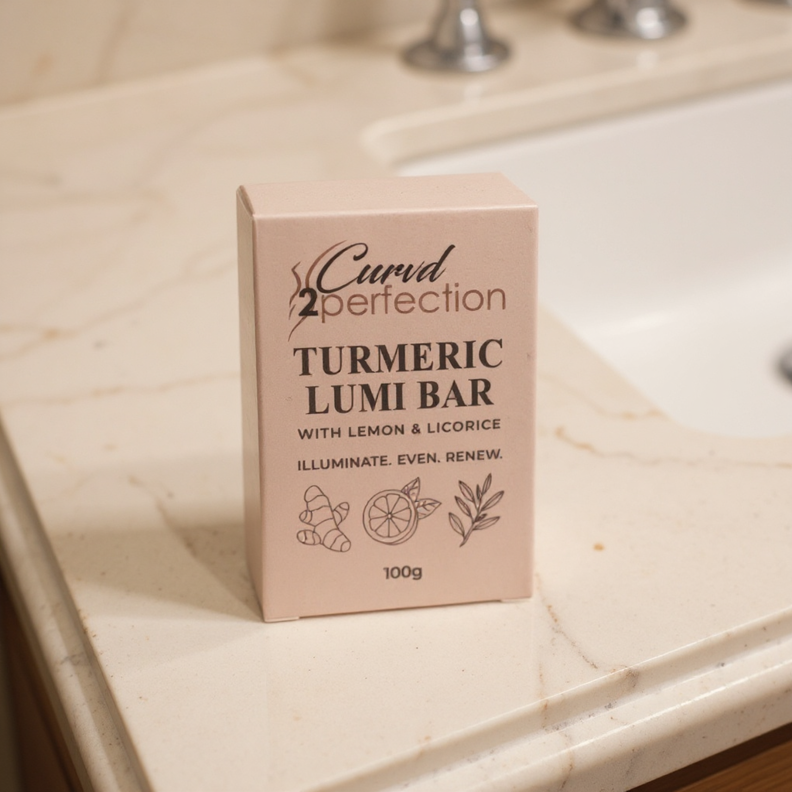 Curvd
2perfection
TURMERIC
LUMI BAR
WITH LEMON & LICORICE
ILLUMINATE. EVEN. RENEW.
100g